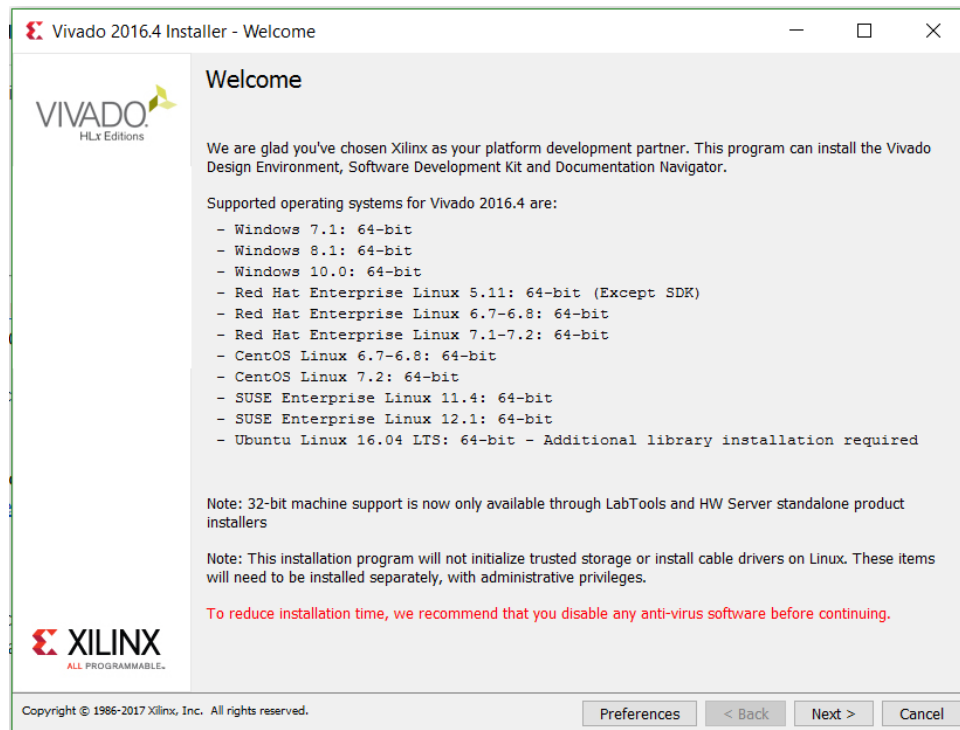 Vivado 2016.4 Installer - Welcome
VIVADO.
HLx Editions
Welcome
We are glad you've chosen Xilinx as your platform development partner. This program can install the Vivado
Design Environment, Software Development Kit and Documentation Navigator.
Supported operating systems for Vivado 2016.4 are:
- Windows 7.1: 64-bit
- Windows 8.1: 64-bit
- Windows 10.0: 64-bit
- Red Hat Enterprise Linux 5.11: 64-bit (Except SDK)
- Red Hat Enterprise Linux 6.7-6.8: 64-bit
- Red Hat Enterprise Linux 7.1-7.2: 64-bit
- CentOS Linux 6.7-6.8: 64-bit
- CentOS Linux 7.2: 64-bit
- SUSE Enterprise Linux 11.4: 64-bit
- SUSE Enterprise Linux 12.1: 64-bit
- Ubuntu Linux 16.04 LTS: 64-bit - Additional library installation required
Note: 32-bit machine support is now only available through LabTools and HW Server standalone product
installers
Note: This installation program will not initialize trusted storage or install cable drivers on Linux. These items
will need to be installed separately, with administrative privileges.
To reduce installation time, we recommend that you disable any anti-virus software before continuing.
XILINX
ALL PROGRAMMABLE™
Copyright © 1986-2017 Xilinx, Inc. All rights reserved.
Preferences < Back Next > Cancel